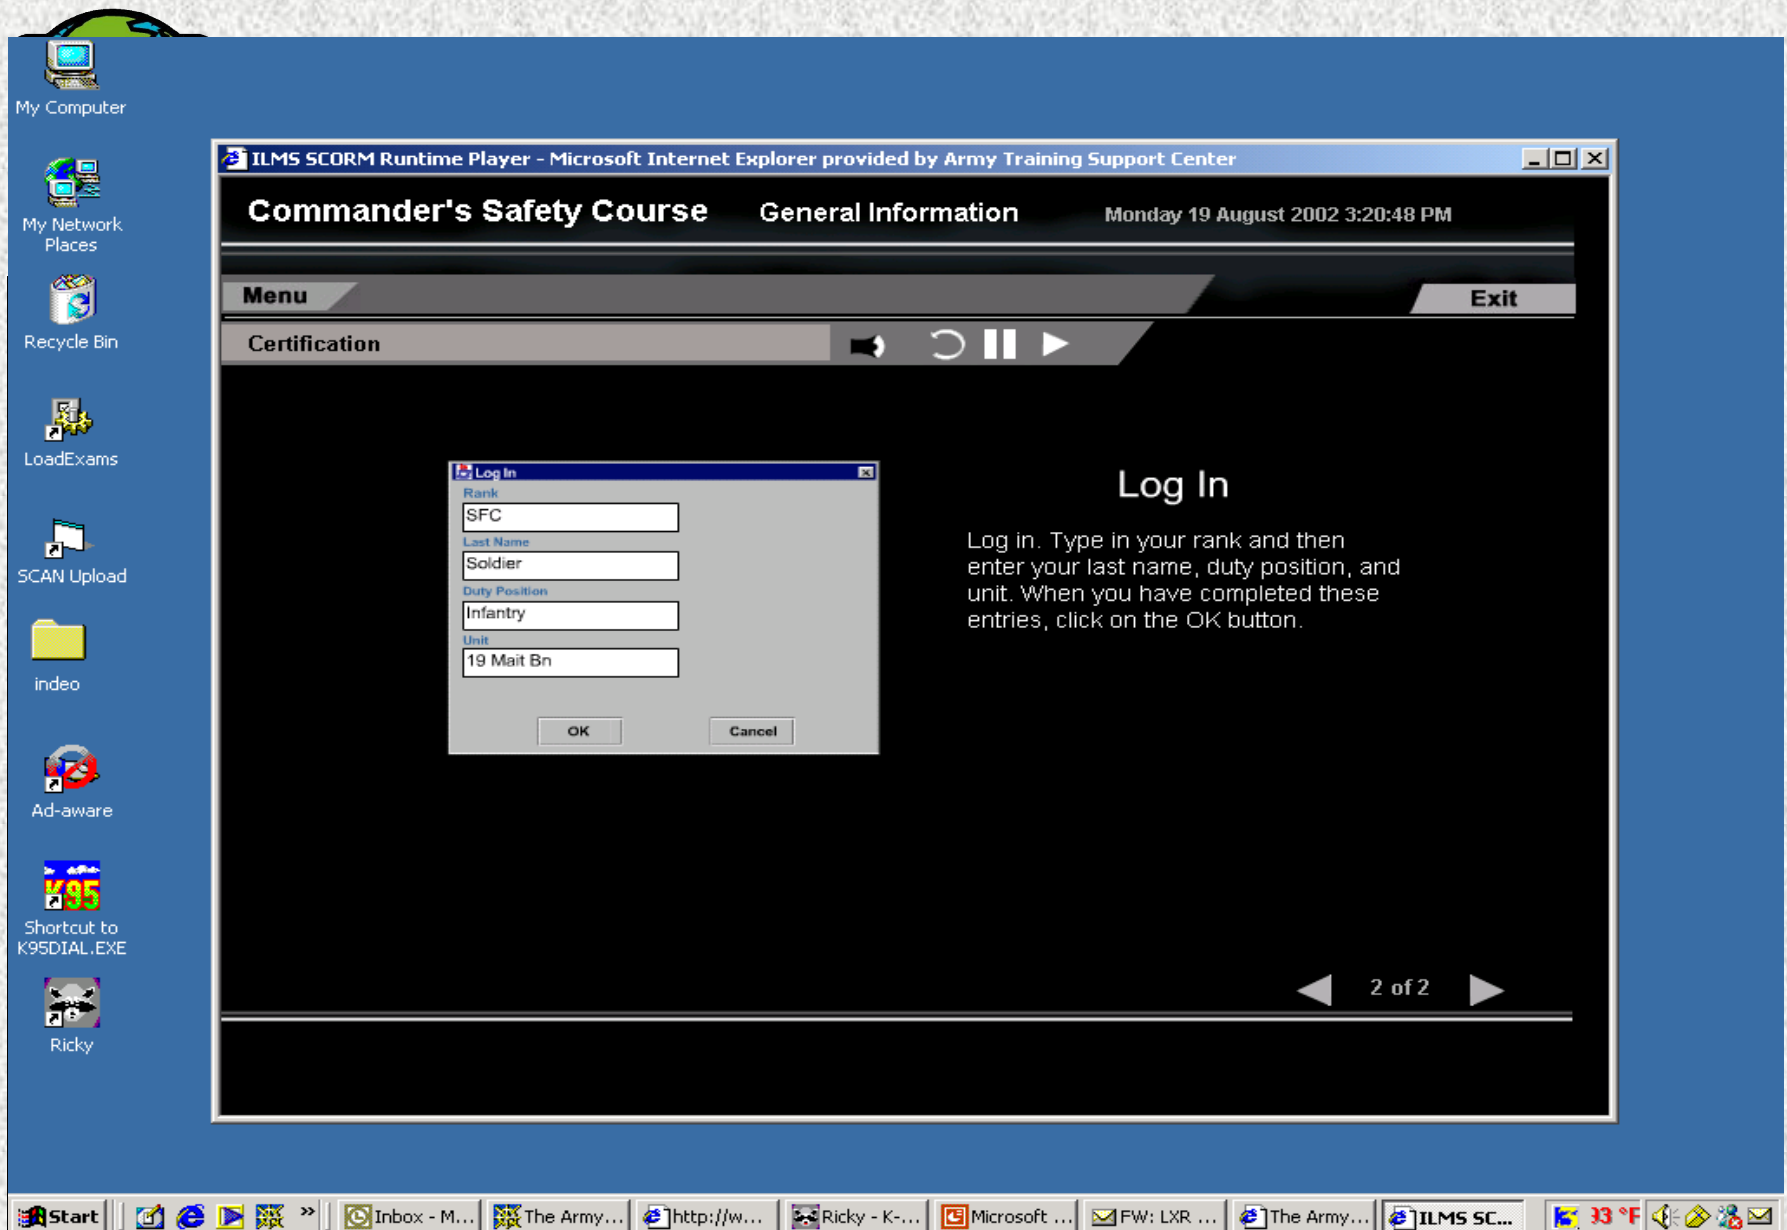 My Computer
My Network
Places
Recycle Bin
LoadExams
SCAN Upload
indeo
Ad-aware
K95
Shortcut to
K95DIAL.EXE
Ricky
ILMS SCORM Runtime Player - Microsoft Internet Explorer provided by Army Training Support Center
Commander's Safety Course General Information Monday 19 August 2002 3:20:48 PM
Menu Exit
Certification
Log In
Rank
SFC
Last Name
Soldier
Duty Position
Infantry
Unit
19 Mait Bn
OK Cancel
Log In
Log in. Type in your rank and then
enter your last name, duty position, and
unit. When you have completed these
entries, click on the OK button.
2 of 2
Start » Inbox - M... The Army... http://w... Ricky - K-... Microsoft ... FW: LXR ... The Army... ILMS SC... 33 °F